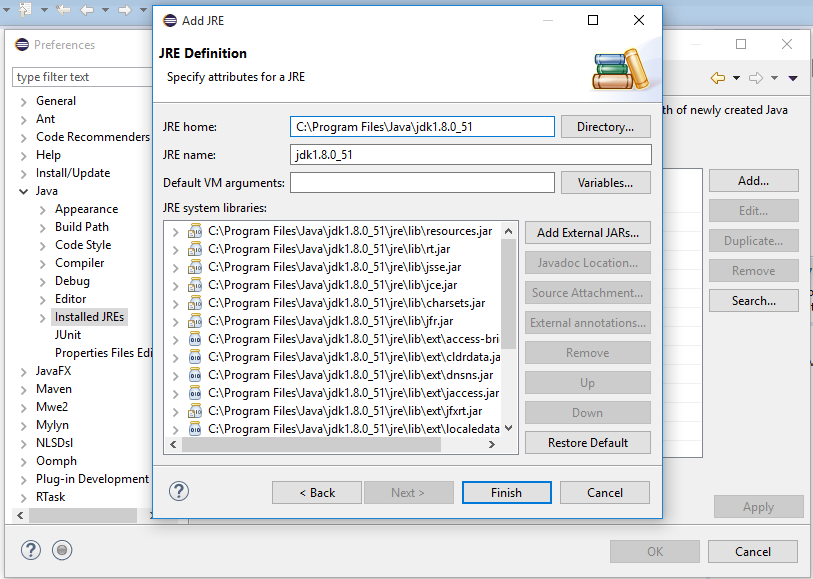 Add JRE
Preferences
JRE Definition
Specify attributes for a JRE
type filter text
General
Ant
Code Recommenders
Help
Install/Update
Java
Appearance
Build Path
Code Style
Compiler
Debug
Editor
Installed JREs
JUnit
Properties Files Edi
JavaFX
Maven
Mwe2
Mylyn
NLSDsl
Oomph
Plug-in Development
RTask
JRE home:
C:\Program Files\Java\jdk1.8.0_51
Directory...
JRE name:
jdk1.8.0_51
Default VM arguments:
Variables...
JRE system libraries:
C:\Program Files\Java\jdk1.8.0_51\jre\lib\resources.jar
C:\Program Files\Java\jdk1.8.0_51\jre\lib\rt.jar
C:\Program Files\Java\jdk1.8.0_51\jre\lib\jsse.jar
C:\Program Files\Java\jdk1.8.0_51\jre\lib\jce.jar
C:\Program Files\Java\jdk1.8.0_51\jre\lib\charsets.jar
C:\Program Files\Java\jdk1.8.0_51\jre\lib\jfr.jar
C:\Program Files\Java\jdk1.8.0_51\jre\lib\ext\access-bri
C:\Program Files\Java\jdk1.8.0_51\jre\lib\ext\cldrdata.ja
C:\Program Files\Java\jdk1.8.0_51\jre\lib\ext\dnsns.jar
C:\Program Files\Java\jdk1.8.0_51\jre\lib\ext\jaccess.jar
C:\Program Files\Java\jdk1.8.0_51\jre\lib\ext\jfxrt.jar
C:\Program Files\Java\jdk1.8.0_51\jre\lib\ext\localedata
Add External JARs...
Javadoc Location...
Source Attachment...
External annotations...
Remove
Up
Down
Restore Default
< Back
Next >
Finish
Cancel
th of newly created Java
Add...
Edit...
Duplicate...
Remove
Search...
Apply
OK
Cancel